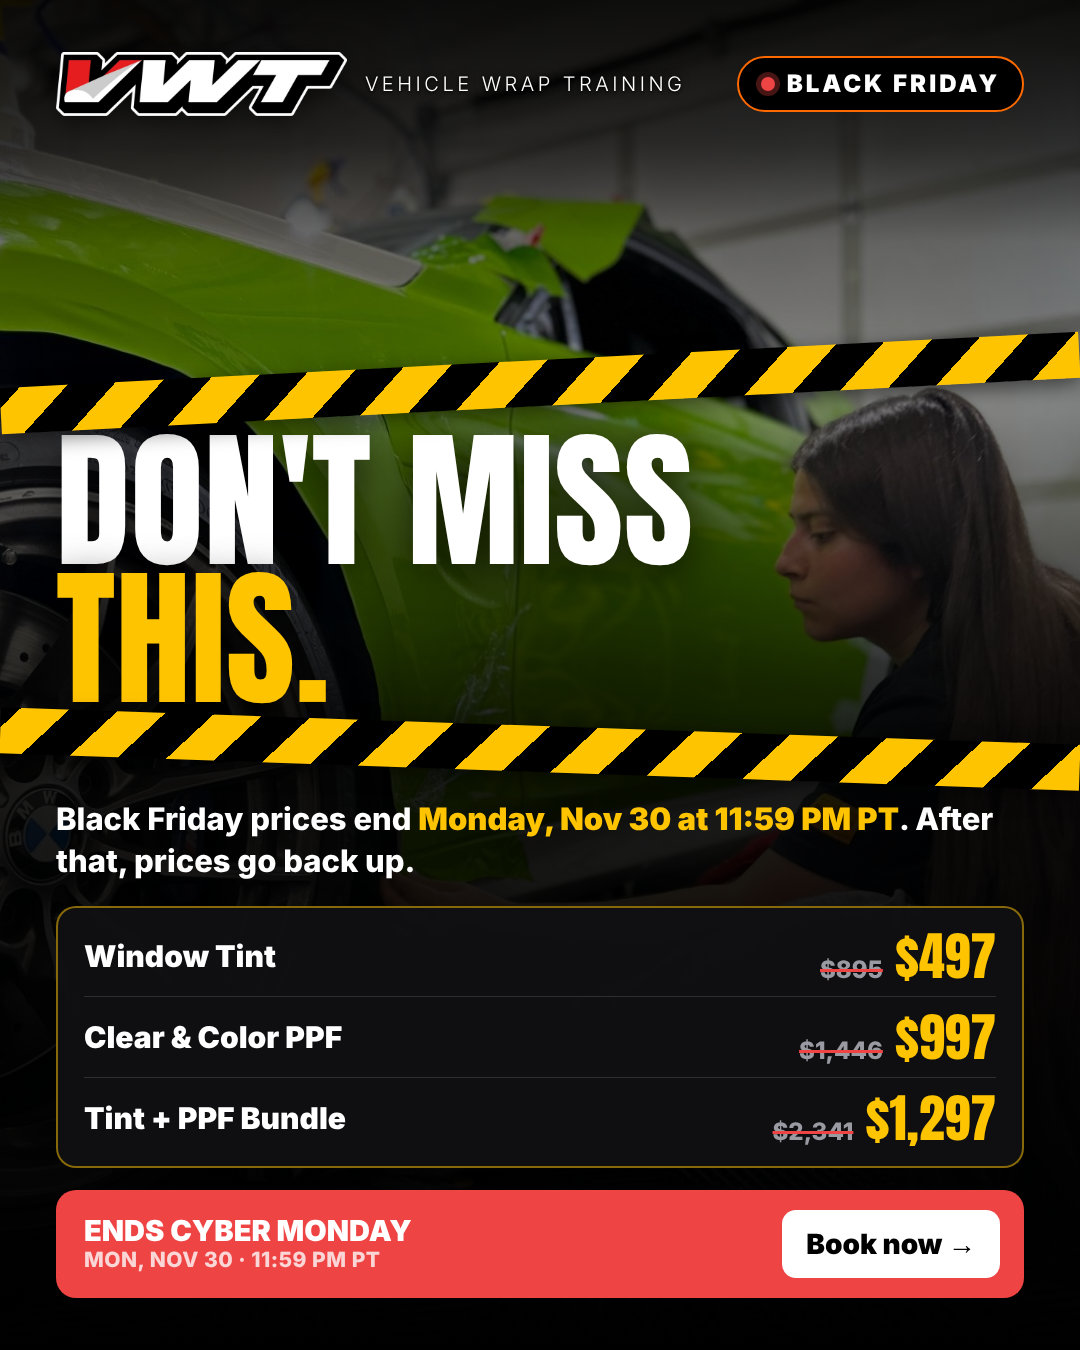 VWT
VEHICLE WRAP TRAINING
BLACK FRIDAY
DON'T MISS
THIS.
Black Friday prices end Monday, Nov 30 at 11:59 PM PT. After
that, prices go back up.
Window Tint $895 $497
Clear & Color PPF $1,446 $997
Tint + PPF Bundle $2,341 $1,297
ENDS CYBER MONDAY
MON, NOV 30 · 11:59 PM PT
Book now →
BMW